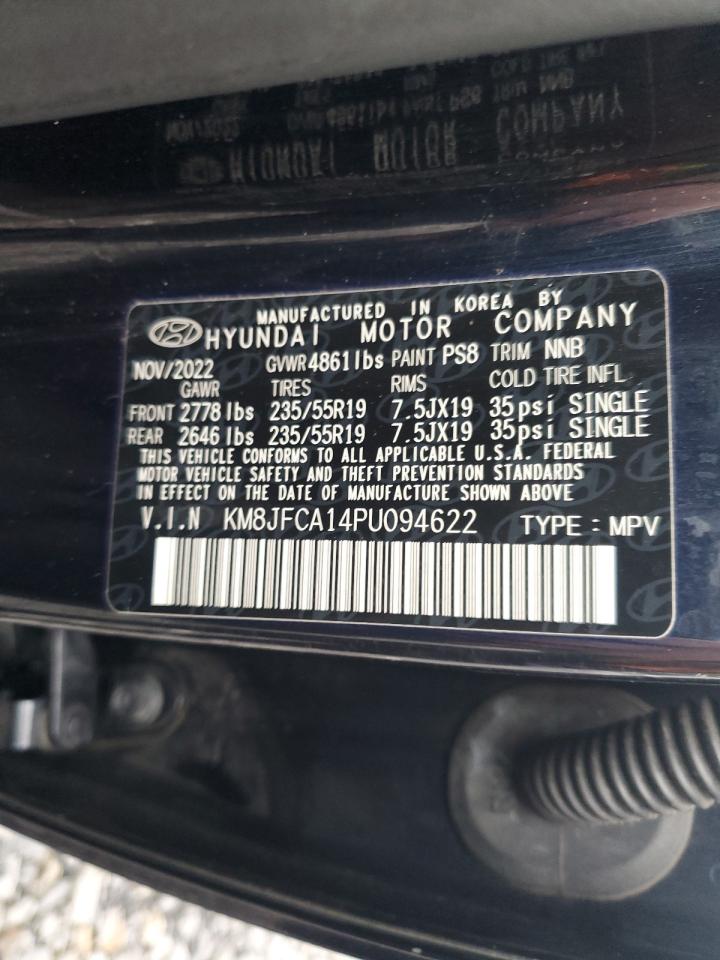 MANUFACTURED IN KOREA BY
HYUNDAI MOTOR COMPANY
NOV/2022 GVWR 4861lbs PAINT PS8 TRIM NNB
GAWR TIRES RIMS COLD TIRE INFL
FRONT 2778 lbs 235/55R19 7.5JX19 35psi SINGLE
REAR 2646 lbs 235/55R19 7.5JX19 35psi SINGLE
THIS VEHICLE CONFORMS TO ALL APPLICABLE U.S.A. FEDERAL
MOTOR VEHICLE SAFETY AND THEFT PREVENTION STANDARDS
IN EFFECT ON THE DATE OF MANUFACTURE SHOWN ABOVE
V.I.N KM8JFCA14PU094622 TYPE : MPV